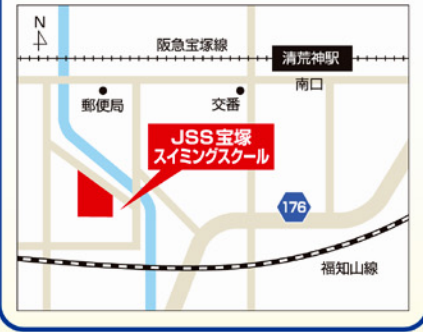 N
阪急宝塚線
清荒神駅
南口
郵便局
交番
JSS宝塚
スイミングスクール
176
福知山線